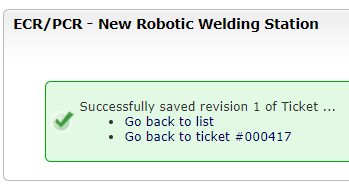 ECR/PCR - New Robotic Welding Station
Successfully saved revision 1 of Ticket ...
• Go back to list
• Go back to ticket #000417